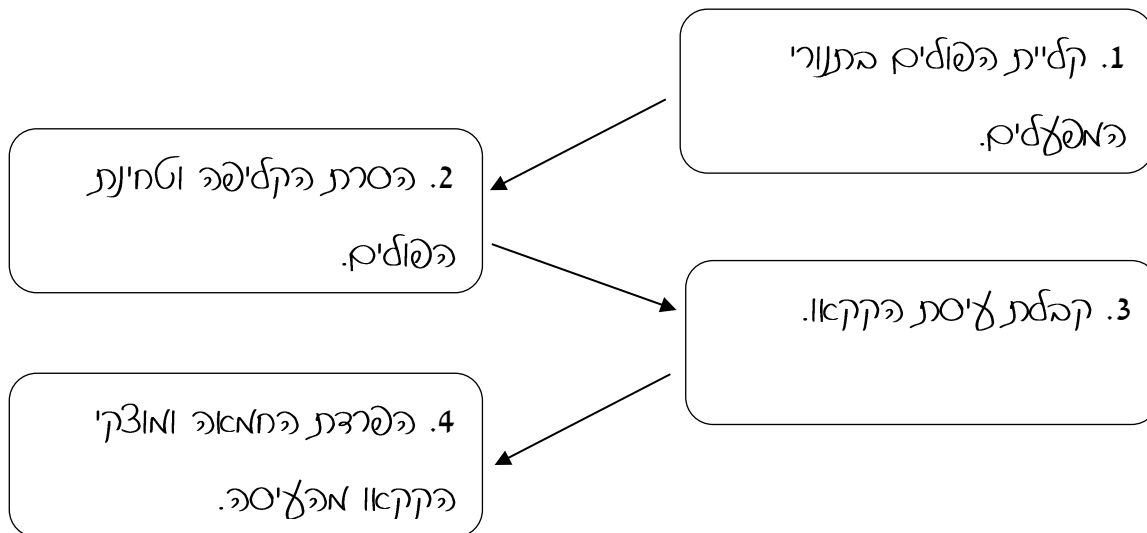 1. קליית הפולים בתנורי
המפעלים.
2. הסרת הקליפה וטחינת
הפולים.
3. קבלת עיסת הקקאו.
4. הפרדת החמאה ומוצקי
הקקאו מהעיסה.